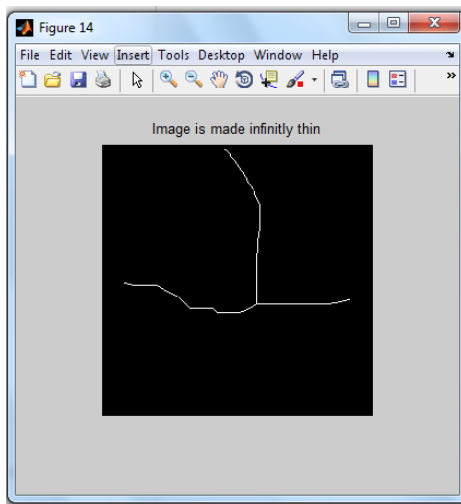 Figure 14
File Edit View Insert Tools Desktop Window Help
Image is made infinitly thin